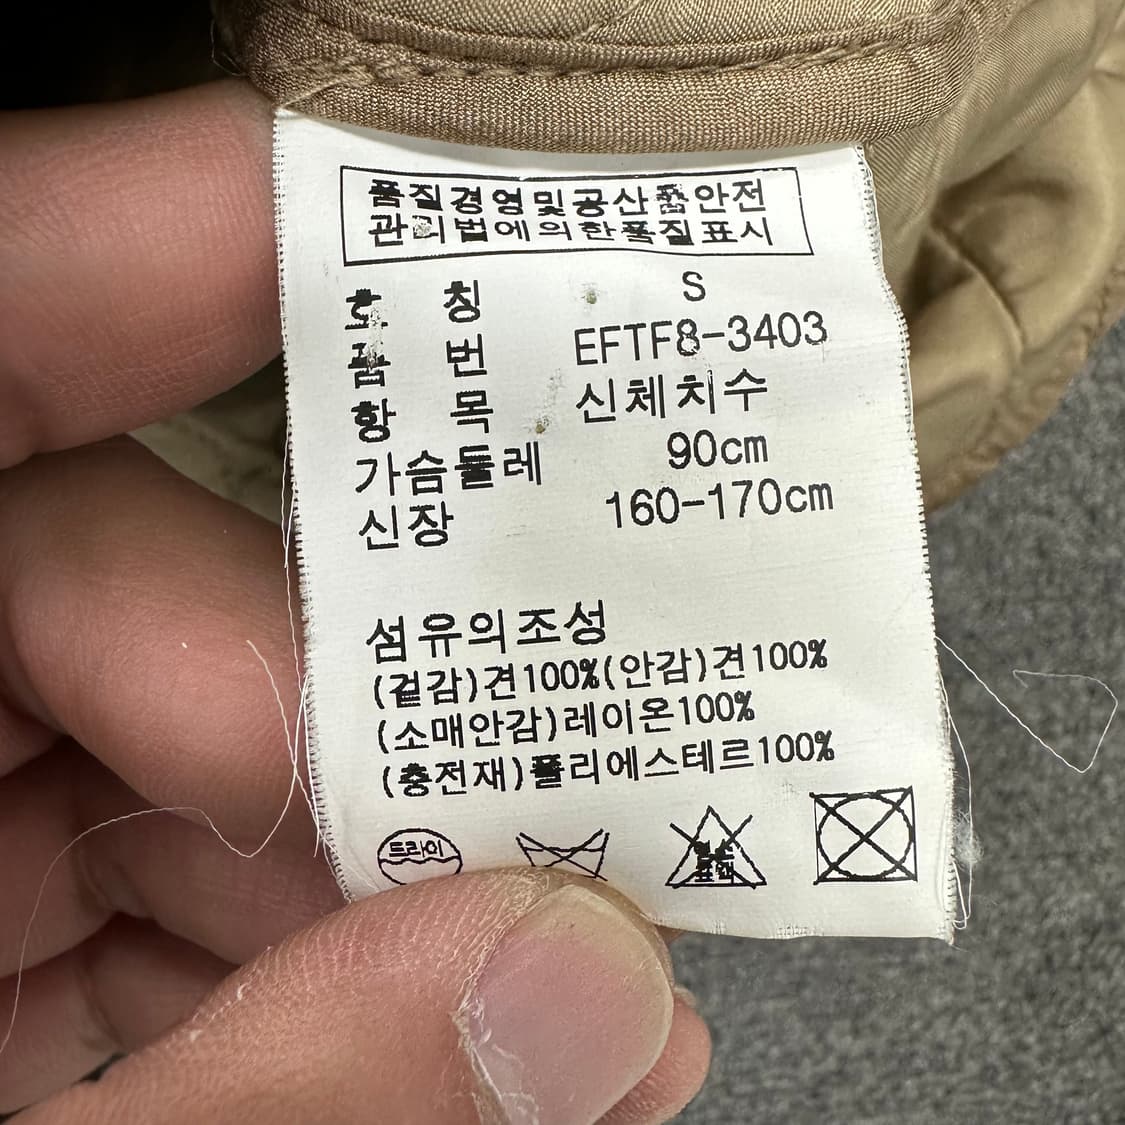 품질경영및공산품안전
관리법에의한품질표시
호 칭 S
품 번 EFTF8-3403
항 목 신체치수
가슴둘레 90cm
신장 160-170cm
섬유의조성
(겉감)견100%(안감)견100%
(소매안감)레이온100%
(충전재)폴리에스테르100%
드라이